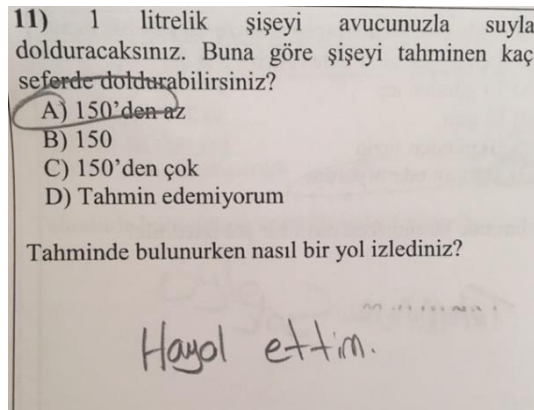 11) 1 litrelik şişeyi avucunuzla suyla
dolduracaksınız. Buna göre şişeyi tahminen kaç
seferde doldurabilirsiniz?
A) 150'den az
B) 150
C) 150'den çok
D) Tahmin edemiyorum
Tahminde bulunurken nasıl bir yol izlediniz?
Hayal ettim.